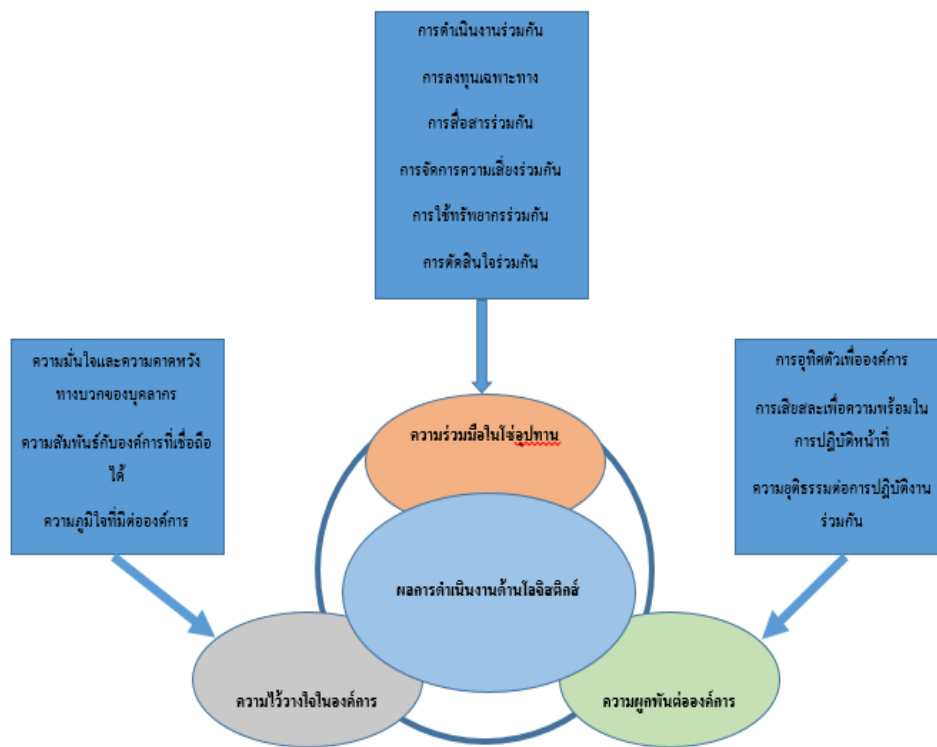 การดำเนินงานร่วมกัน
การลงทุนเฉพาะทาง
การสื่อสารร่วมกัน
การจัดการความเสี่ยงร่วมกัน
การใช้ทรัพยากรร่วมกัน
การตัดสินใจร่วมกัน
ความมั่นใจและความคาดหวัง
ทางบวกของบุคลากร
ความสัมพันธ์กับองค์การที่เชื่อถือ
ได้
ความภูมิใจที่มีต่อองค์การ
การอุทิศตัวเพื่อองค์การ
การเสียสละเพื่อความพร้อมใน
การปฏิบัติหน้าที่
ความยุติธรรมต่อการปฏิบัติงาน
ร่วมกัน
ความร่วมมือในโซ่อุปทาน
ผลการดำเนินงานด้านโลจิสติกส์
ความไว้วางใจในองค์การ
ความผูกพันต่อองค์การ